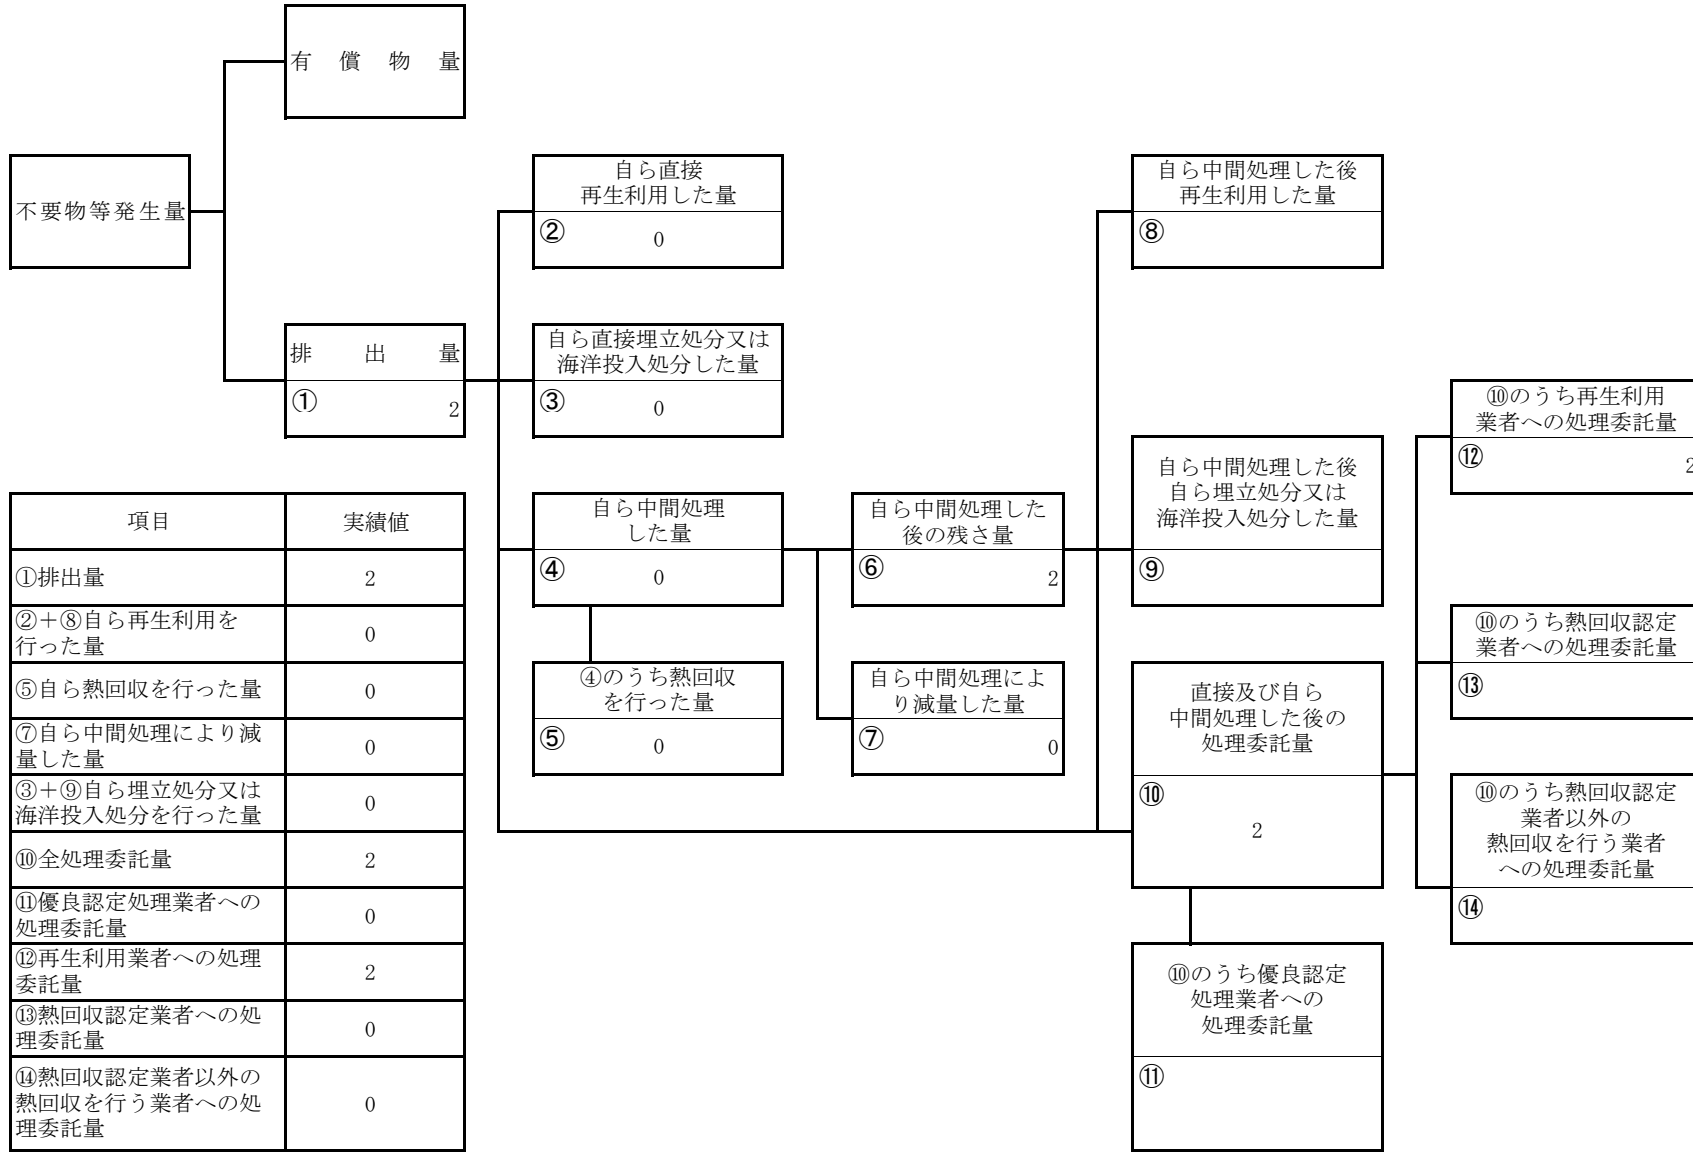 有償物量
不要物等発生量
排出量
①
2
自ら直接
再生利用した量
②
0
自ら直接埋立処分又は
海洋投入処分した量
③
0
自ら中間処理
した量
④
0
④のうち熱回収
を行った量
⑤
0
自ら中間処理した
後の残さ量
⑥
2
自ら中間処理によ
り減量した量
⑦
0
自ら中間処理した後
再生利用した量
⑧
自ら中間処理した後
自ら埋立処分又は
海洋投入処分した量
⑨
直接及び自ら
中間処理した後の
処理委託量
⑩
2
⑩のうち優良認定
処理業者への
処理委託量
⑪
⑩のうち再生利用
業者への処理委託量
⑫
2
⑩のうち熱回収認定
業者への処理委託量
⑬
⑩のうち熱回収認定
業者以外の
熱回収を行う業者
への処理委託量
⑭
項目 実績値
①排出量 2
②＋⑧自ら再生利用を
行った量 0
⑤自ら熱回収を行った量 0
⑦自ら中間処理により減
量した量 0
③＋⑨自ら埋立処分又は
海洋投入処分を行った量 0
⑩全処理委託量 2
⑪優良認定処理業者への
処理委託量 0
⑫再生利用業者への処理
委託量 2
⑬熱回収認定業者への処
理委託量 0
⑭熱回収認定業者以外の
熱回収を行う業者への処
理委託量 0